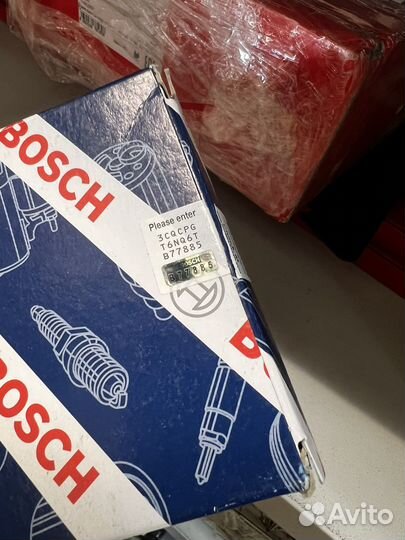 BOSCH
Please enter
3CQCPG
T6NQ6T
B77885
BOSCH
B77885
BOSCH
Avito